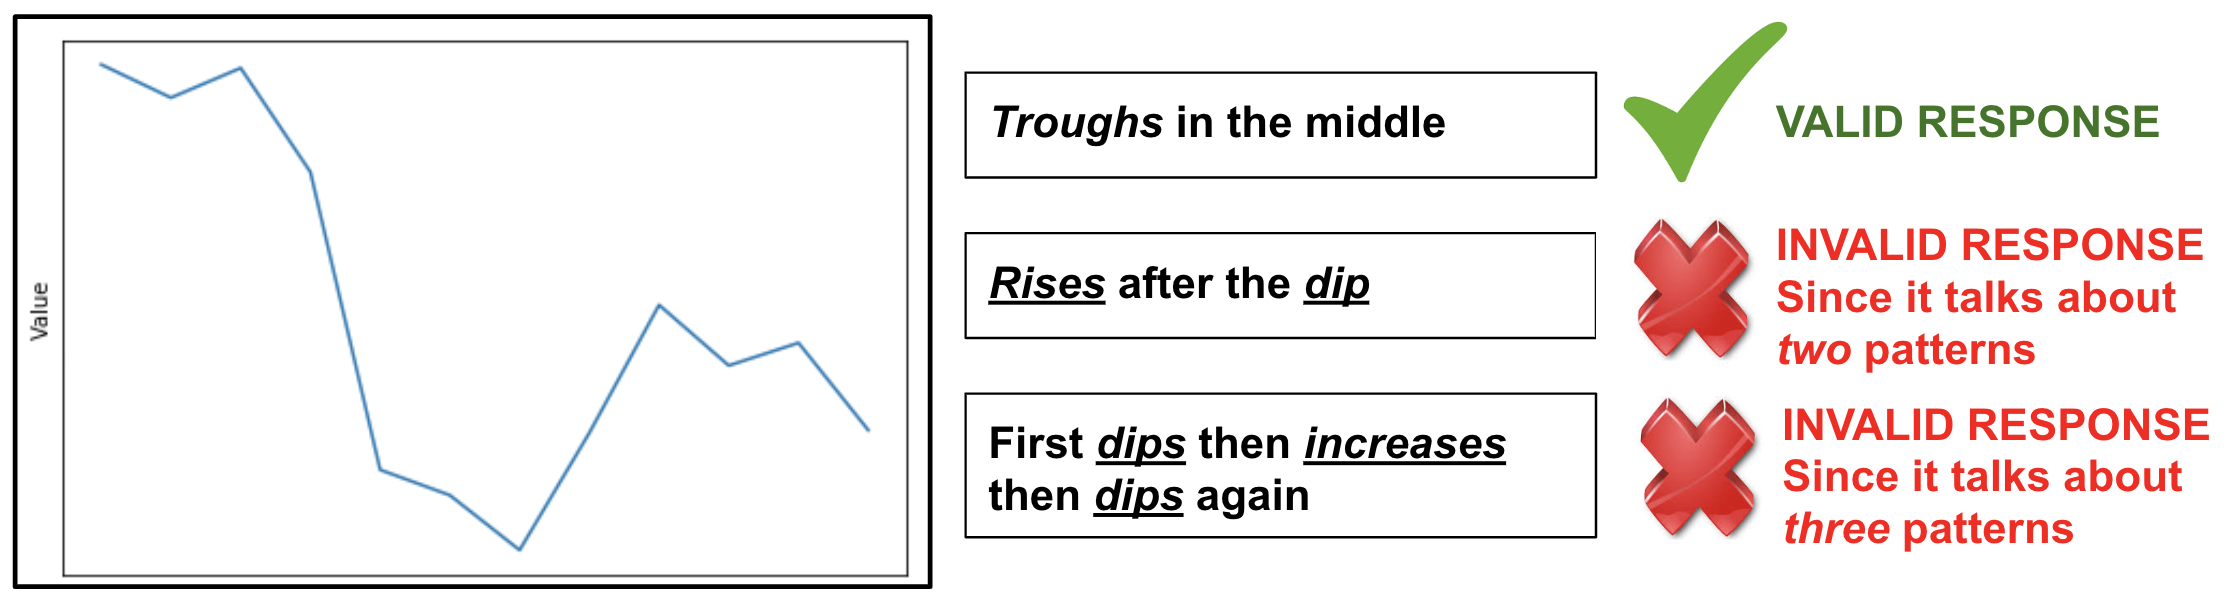 Value
Troughs in the middle
VALID RESPONSE
Rises after the dip
INVALID RESPONSE
Since it talks about
two patterns
First dips then increases
then dips again
INVALID RESPONSE
Since it talks about
three patterns